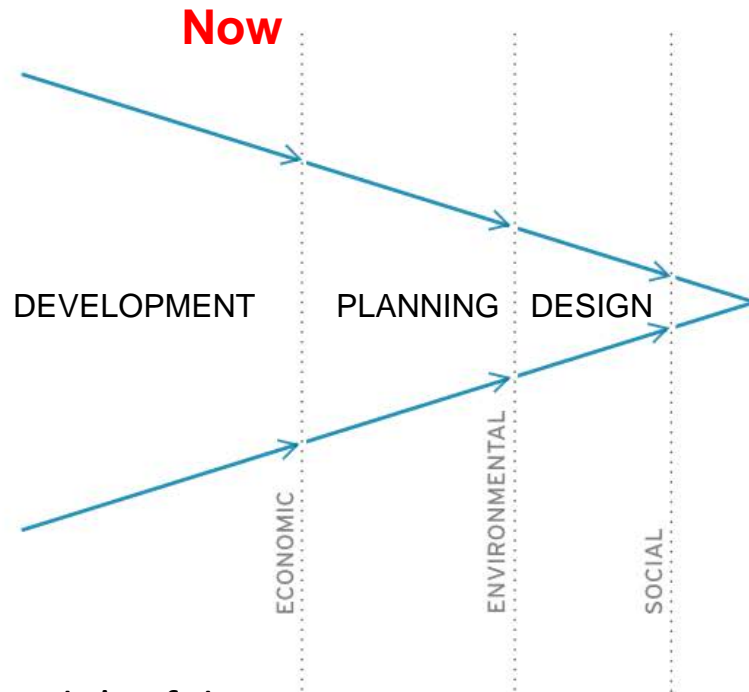 Now
DEVELOPMENT
PLANNING
DESIGN
ECONOMIC
ENVIRONMENTAL
SOCIAL